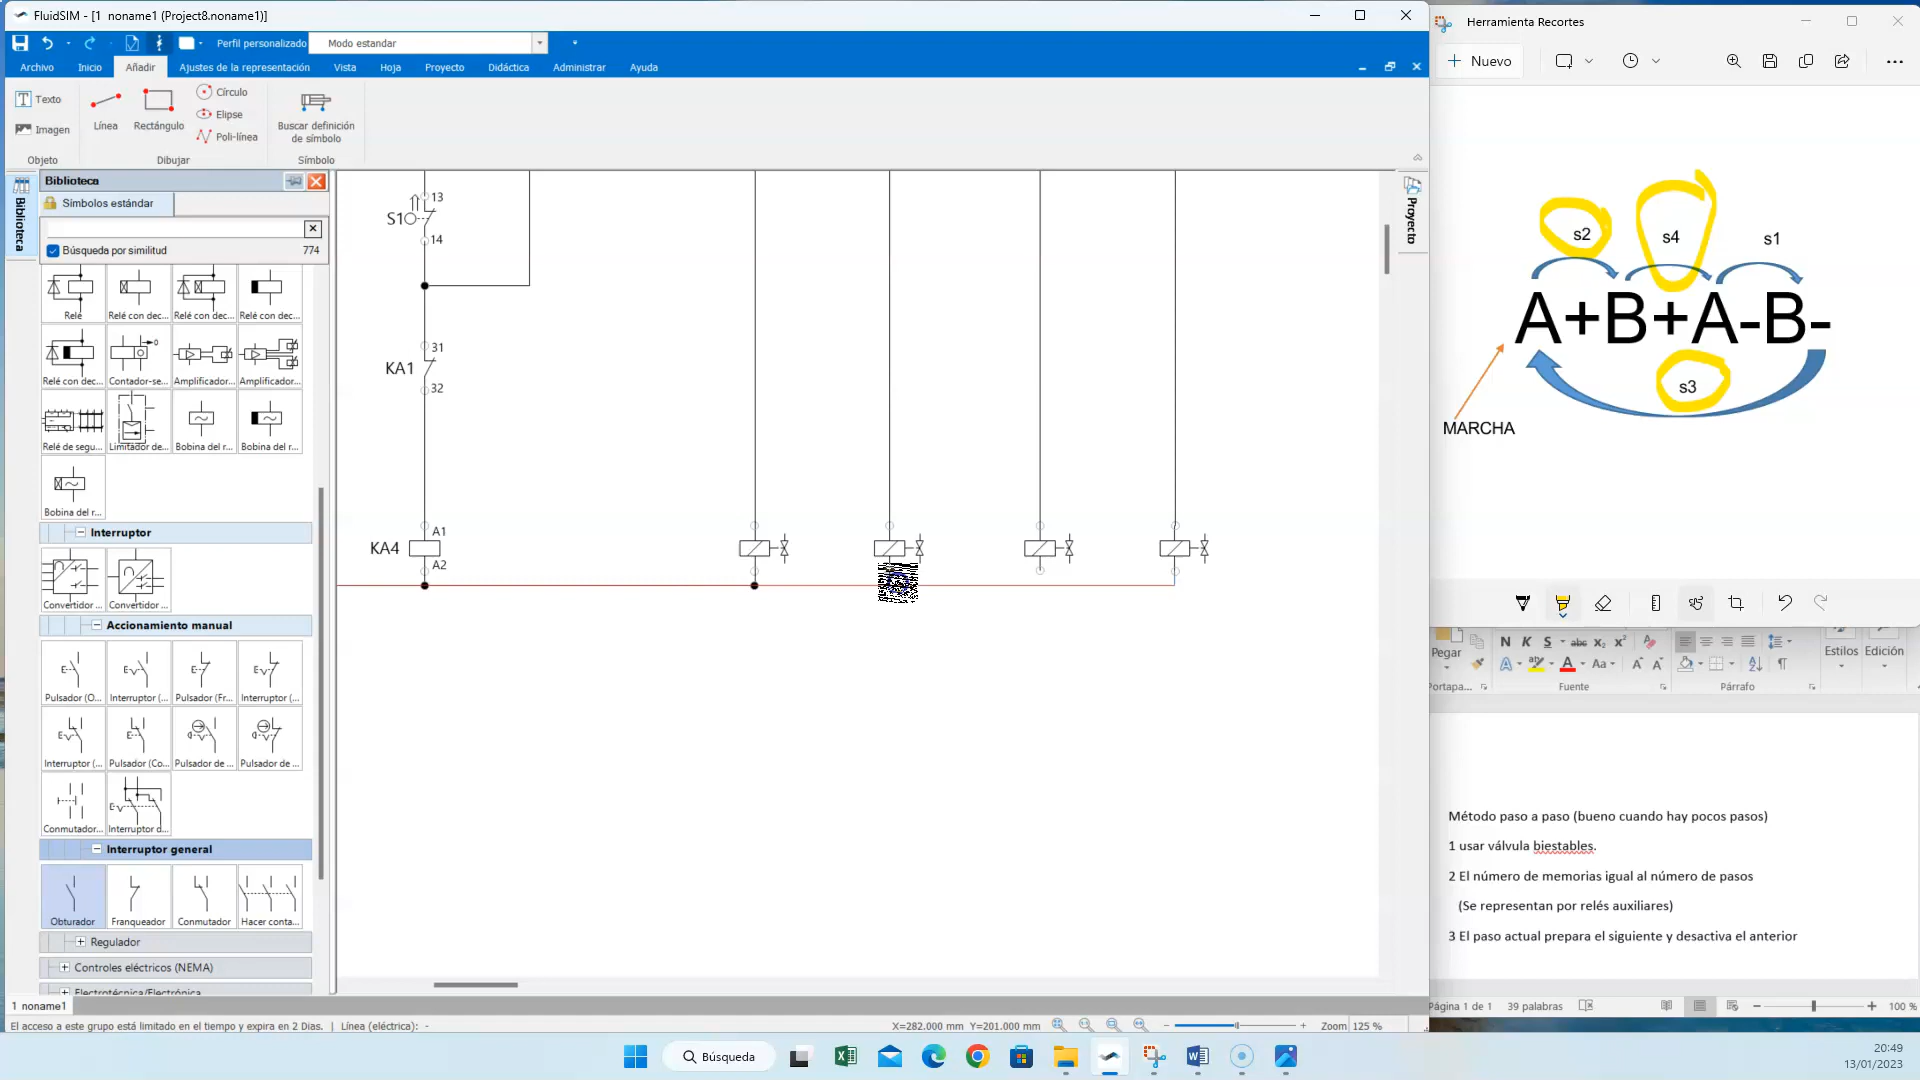 FluidSIM - [1  noname1 (Project8.noname1)]
Perfil personalizado
Modo estandar
Archivo
Inicio
Añadir
Ajustes de la representación
Vista
Hoja
Proyecto
Didáctica
Administrar
Ayuda
Texto
Imagen
Objeto
Línea
Rectángulo
Círculo
Elipse
Poli-línea
Dibujar
Buscar definición
de símbolo
Símbolo
Biblioteca
Biblioteca
Símbolos estándar
Búsqueda por similitud
774
Relé
Relé con dec...
Relé con dec...
Relé con dec...
Relé con dec...
Contador-se...
Amplificador...
Amplificador...
Relé de segu...
Limitador de...
Bobina del r...
Bobina del r...
Bobina del r...
Interruptor
Convertidor ...
Convertidor ...
Accionamiento manual
Pulsador (O...
Interruptor (...
Pulsador (Fr...
Interruptor (...
Interruptor (...
Pulsador (Co...
Pulsador de ...
Pulsador de ...
Conmutador...
Interruptor d...
Interruptor general
Obturador
Franqueador
Conmutador
Hacer conta...
Regulador
Controles eléctricos (NEMA)
Electrotécnica/Electrónica
1 noname1
El acceso a este grupo está limitado en el tiempo y expira en 2 Dias.
Línea (eléctrica): -
X=282.000 mm  Y=201.000 mm
Zoom  125 %
13
S1
14
31
KA1
32
A1
KA4
A2
Proyecto
Herramienta Recortes
Nuevo
s2
s4
s1
A+B+A-B-
s3
MARCHA
Pegar
N K S abc x₂ x²
Estilos
Edición
Portapa...
Fuente
Párrafo
Método paso a paso (bueno cuando hay pocos pasos)
1 usar válvula biestables.
2 El número de memorias igual al número de pasos
(Se representan por relés auxiliares)
3 El paso actual prepara el siguiente y desactiva el anterior
Página 1 de 1
39 palabras
100 %
Búsqueda
20:49
13/01/2023